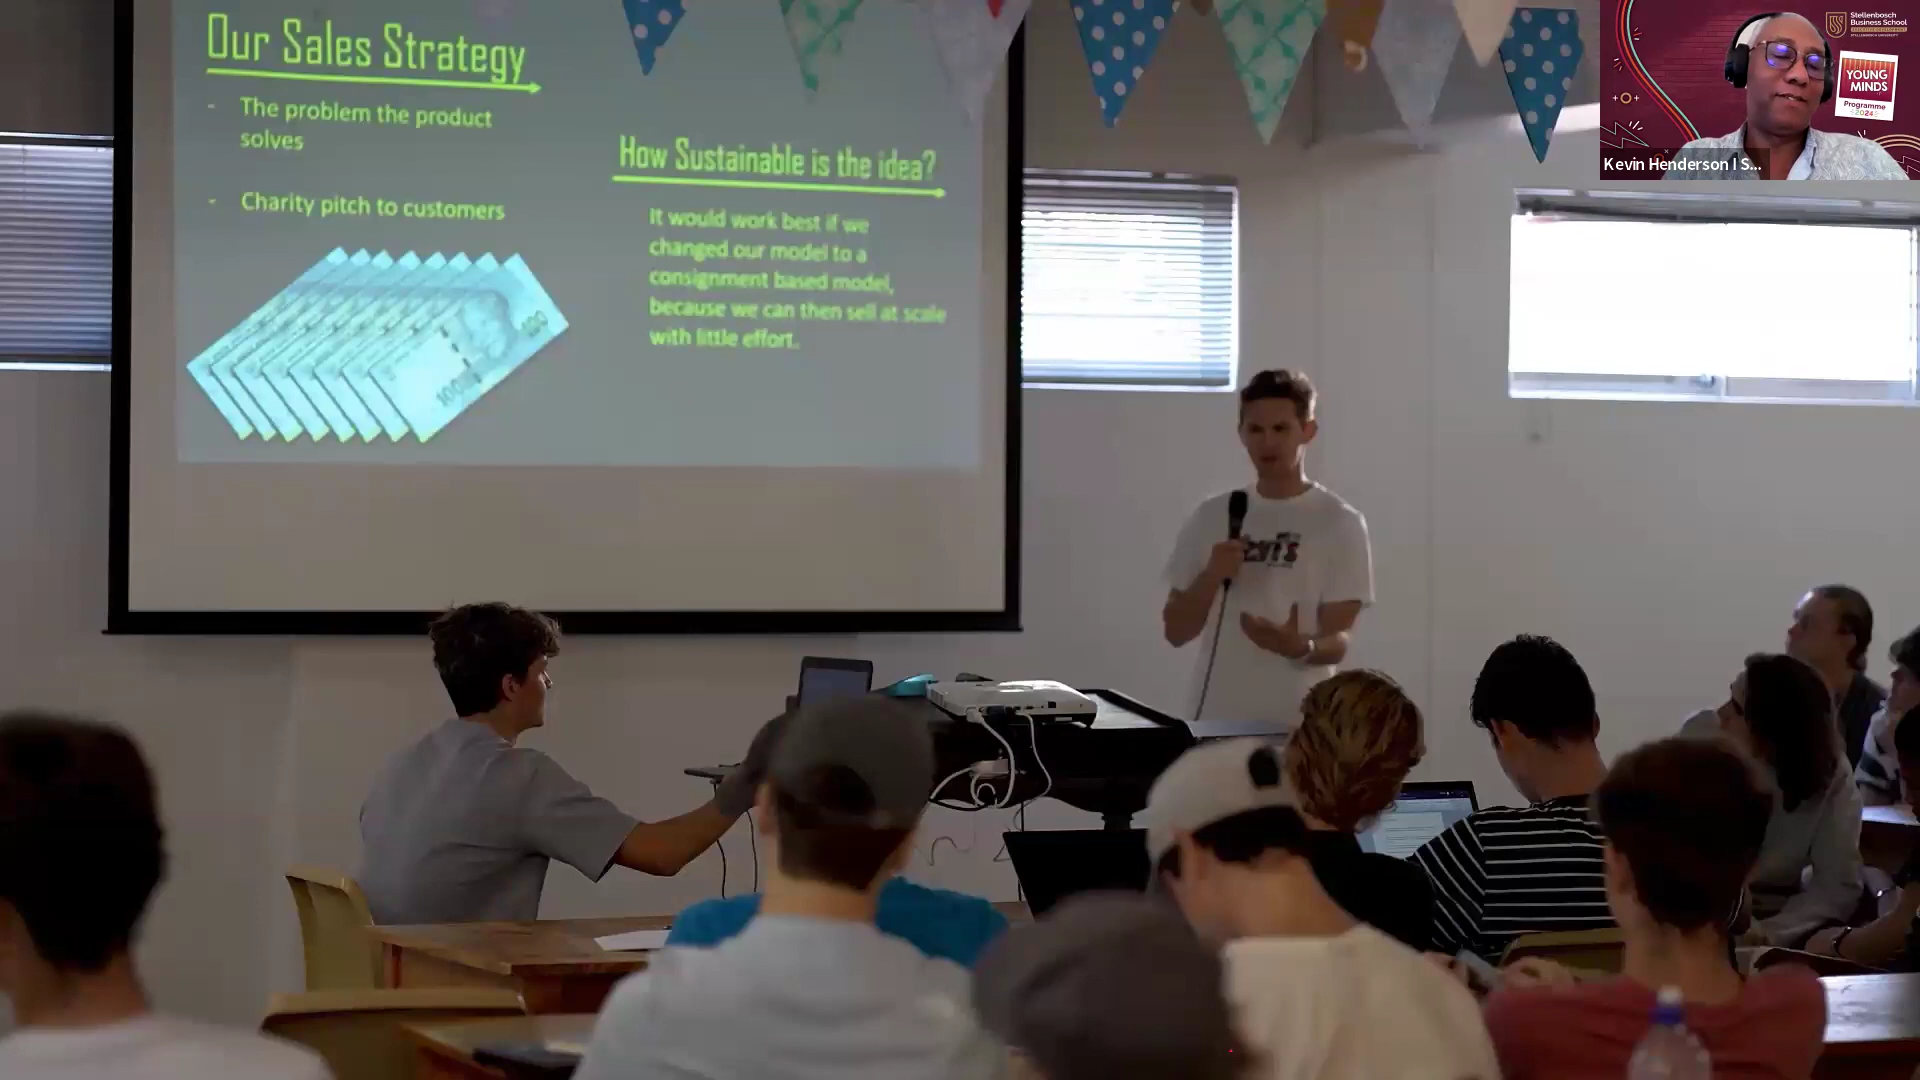 Our Sales Strategy
- The problem the product
solves
- Charity pitch to customers
How Sustainable is the idea?
It would work best if we
changed our model to a
consignment based model,
because we can then sell at scale
with little effort.
100
Stellenbosch
Business School
YOUNG
MINDS
Programme
2024
Kevin Henderson I S...